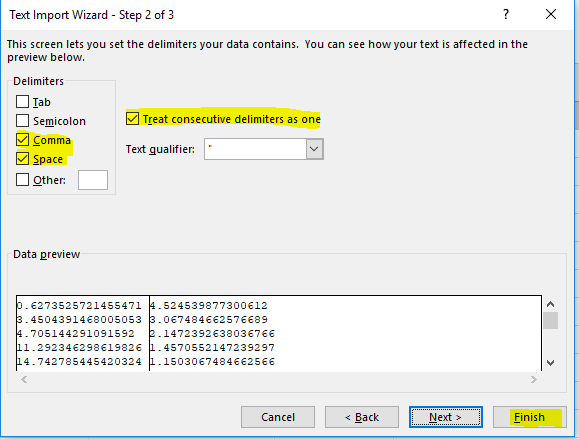 Text Import Wizard - Step 2 of 3
This screen lets you set the delimiters your data contains. You can see how your text is affected in the
preview below.
Delimiters
Tab
Semicolon
Comma
Space
Other:
Treat consecutive delimiters as one
Text qualifier: "
Data preview
0.6273525721455471 4.524539877300612
3.4504391468005053 3.067484662576689
4.705144291091592 2.1472392638036766
11.292346298619826 1.4570552147239297
14.742785445420324 1.1503067484662566
Cancel < Back Next > Finish